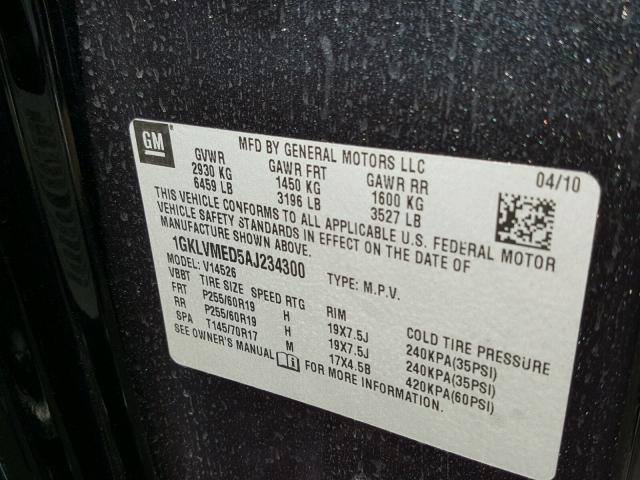 GM
MFD BY GENERAL MOTORS LLC 04/10
GVWR GAWR FRT GAWR RR
2930 KG 1450 KG 1600 KG
6459 LB 3196 LB 3527 LB
THIS VEHICLE CONFORMS TO ALL APPLICABLE U.S. FEDERAL MOTOR
VEHICLE SAFETY STANDARDS IN EFFECT ON THE DATE OF
MANUFACTURE SHOWN ABOVE.
1GKLVMED5AJ234300
MODEL: V14526 TYPE: M.P.V.
VBBT TIRE SIZE SPEED RTG RIM COLD TIRE PRESSURE
FRT P255/60R19 H 19X7.5J 240KPA(35PSI)
RR P255/60R19 H 19X7.5J 240KPA(35PSI)
SPA T145/70R17 M 17X4.5B 420KPA(60PSI)
SEE OWNER'S MANUAL FOR MORE INFORMATION.